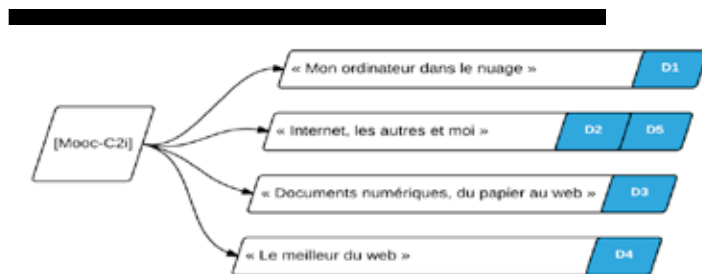 « Mon ordinateur dans le nuage » D1
[Mooc-C2i]
« Internet, les autres et moi » D2 D5
« Documents numériques, du papier au web » D3
« Le meilleur du web » D4